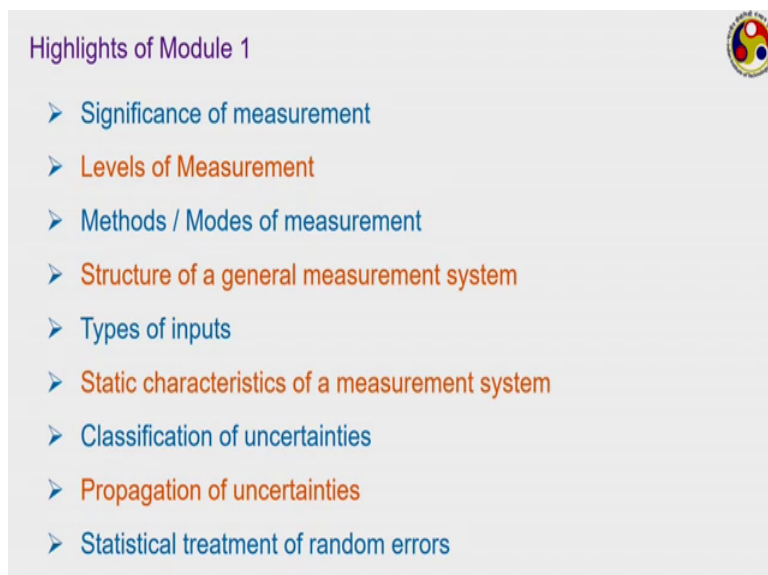 Highlights of Module 1
Significance of measurement
Levels of Measurement
Methods / Modes of measurement
Structure of a general measurement system
Types of inputs
Static characteristics of a measurement system
Classification of uncertainties
Propagation of uncertainties
Statistical treatment of random errors